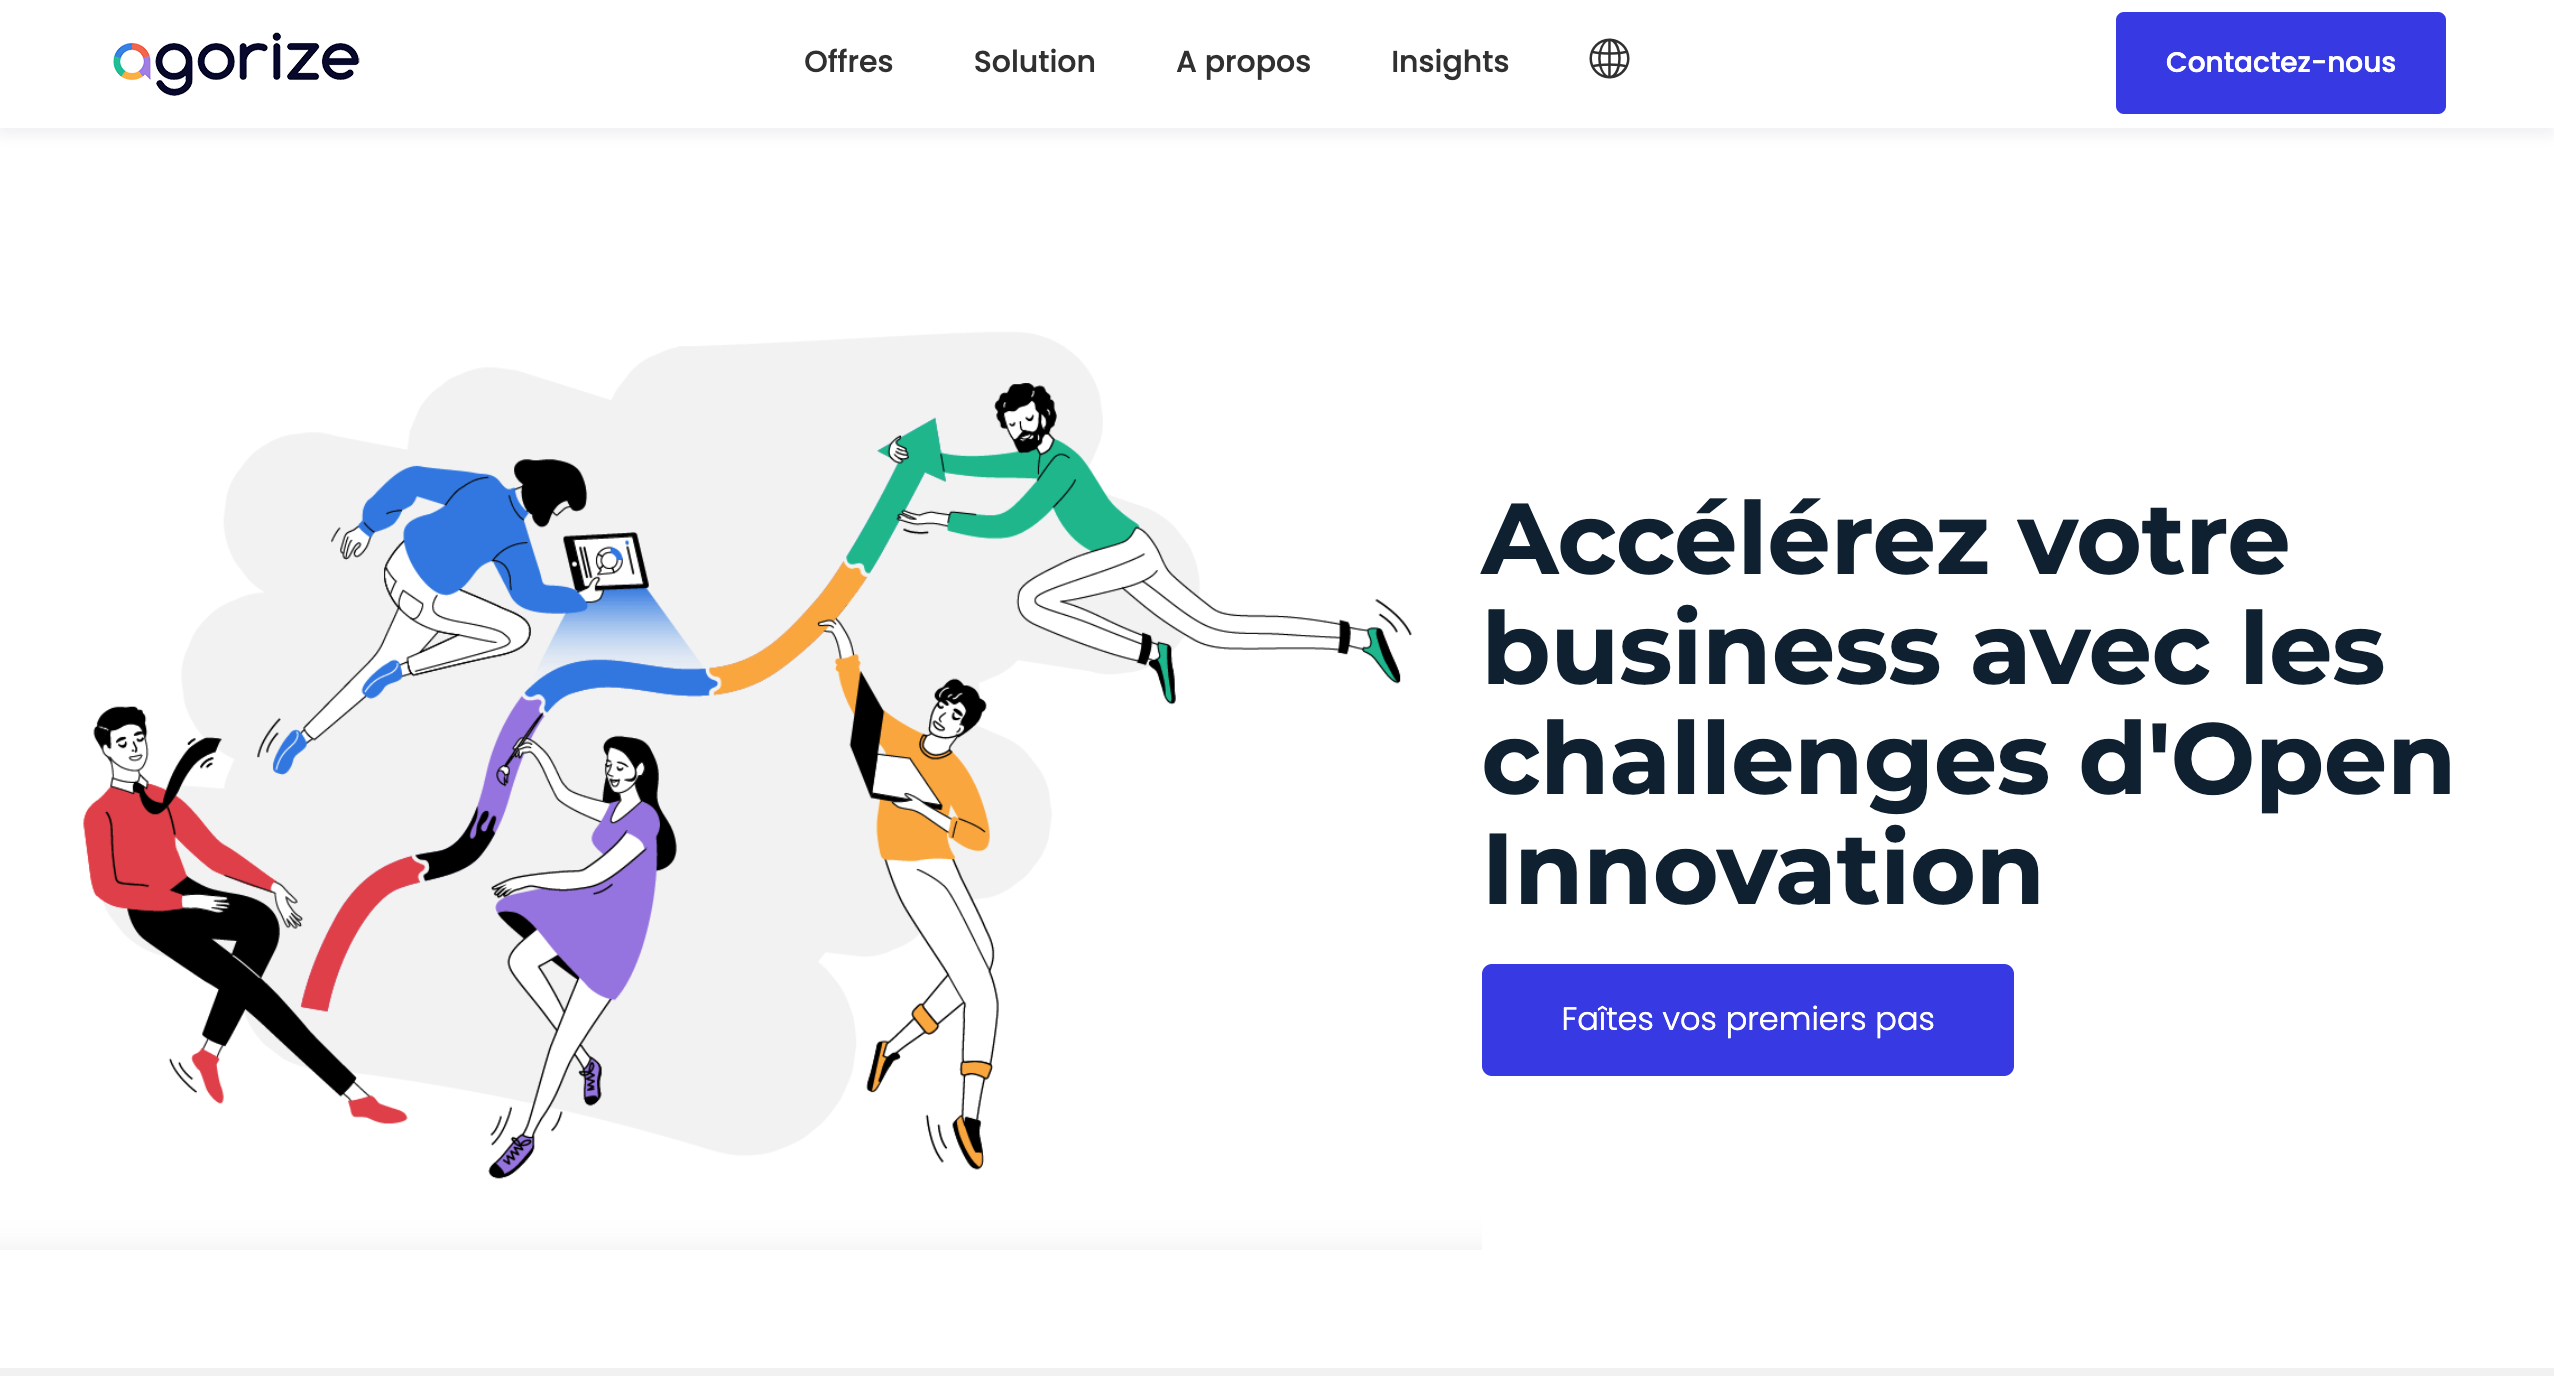 agorize
Offres
Solution
A propos
Insights
Contactez-nous
Accélérez votre
business avec les
challenges d'Open
Innovation
Faîtes vos premiers pas